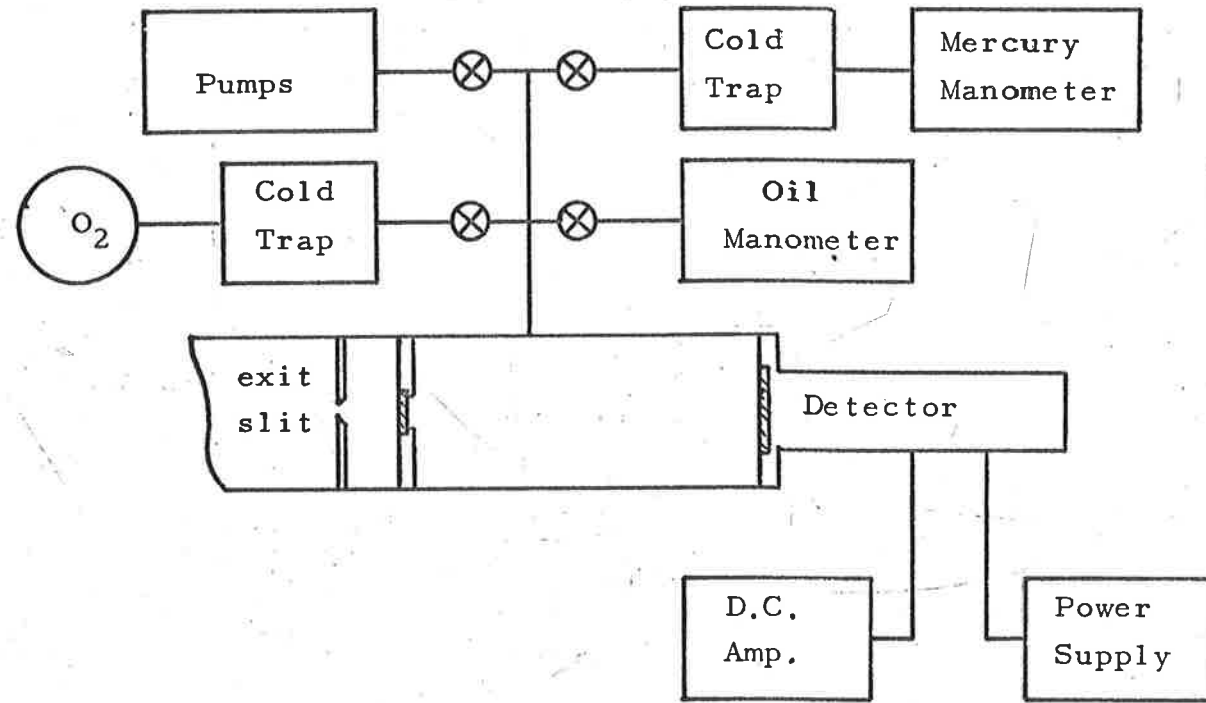 Pumps
Cold
Trap
Mercury
Manometer
O2
Cold
Trap
Oil
Manometer
exit
slit
Detector
D.C.
Amp.
Power
Supply